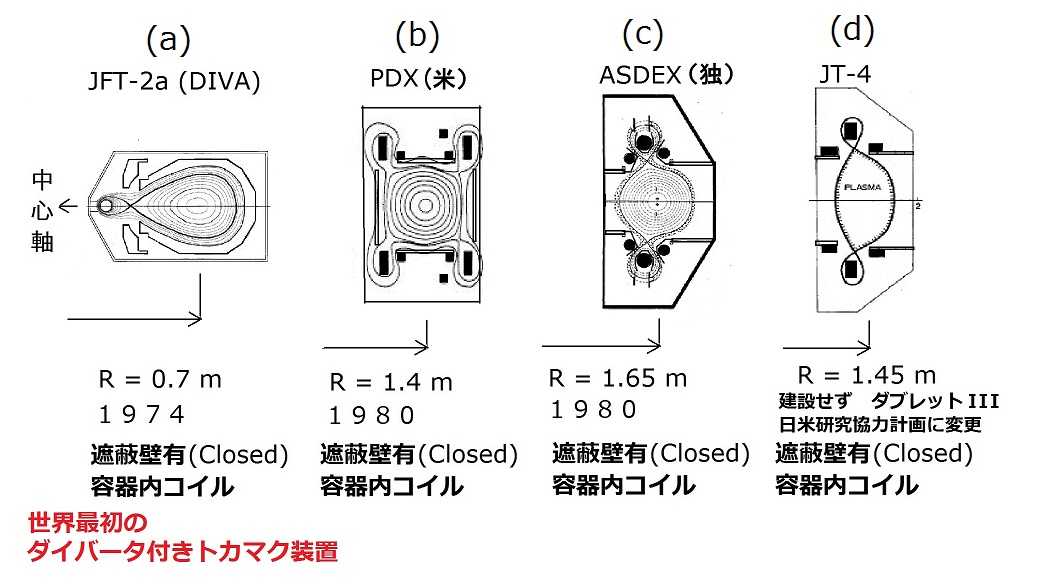 (a)
JFT-2a (DIVA)
中心軸
R = 0.7 m
１９７４
遮蔽壁有(Closed)
容器内コイル
世界最初の
ダイバータ付きトカマク装置
(b)
PDX（米）
R = 1.4 m
１９８０
遮蔽壁有(Closed)
容器内コイル
(c)
ASDEX（独）
R = 1.65 m
１９８０
遮蔽壁有(Closed)
容器内コイル
(d)
JT-4
PLASMA
2
R = 1.45 m
建設せず　ダブレットIII
日米研究協力計画に変更
遮蔽壁有(Closed)
容器内コイル